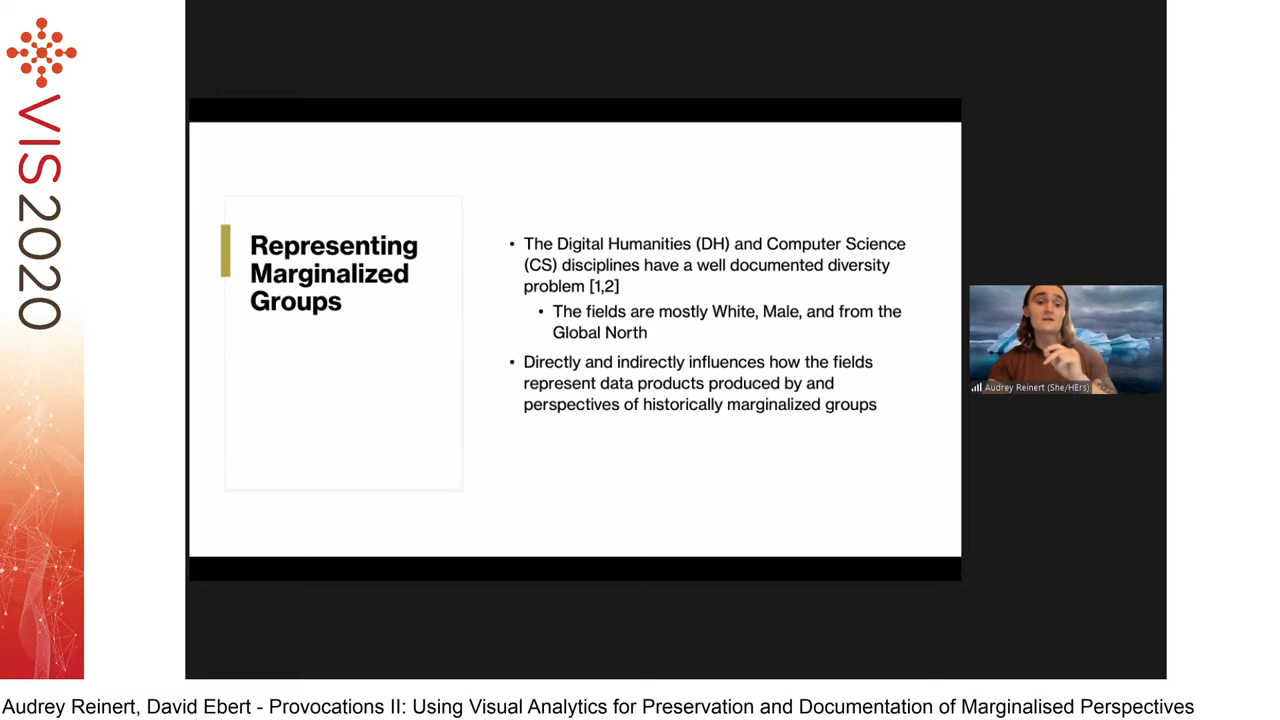 VIS2020
Representing
Marginalized
Groups
• The Digital Humanities (DH) and Computer Science
(CS) disciplines have a well documented diversity
problem [1,2]
• The fields are mostly White, Male, and from the
Global North
• Directly and indirectly influences how the fields
represent data products produced by and
perspectives of historically marginalized groups
Audrey Reinert (She/HErs)
Audrey Reinert, David Ebert - Provocations II: Using Visual Analytics for Preservation and Documentation of Marginalised Perspectives